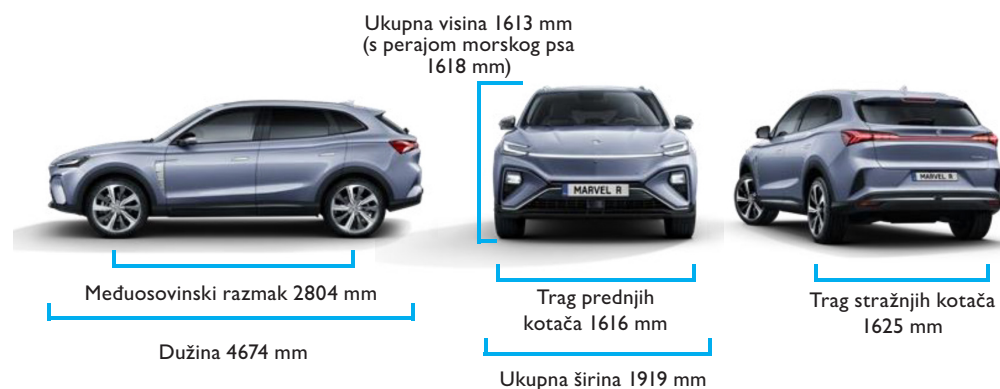 Ukupna visina 1613 mm
(s perajom morskog psa
1618 mm)
MARVEL R
MARVEL R
Međuosovinski razmak 2804 mm
Dužina 4674 mm
Trag prednjih
kotača 1616 mm
Ukupna širina 1919 mm
Trag stražnjih kotača
1625 mm